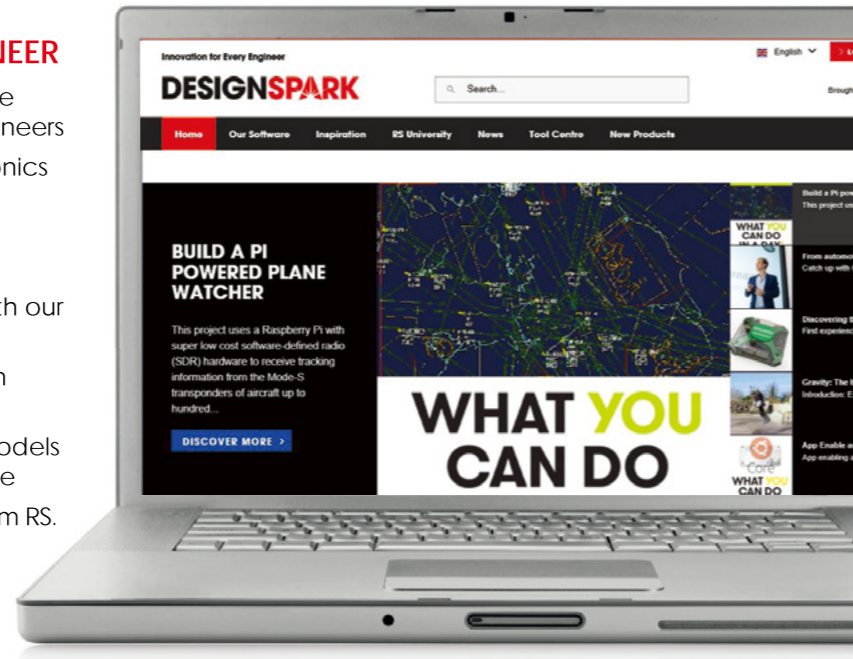 NEER
e
neers
onics
th our
n
odels
e
m RS.
Innovation for Every Engineer
DESIGNSPARK
Search...
English
Brough
Home Our Software Inspiration RS University News Tool Centre New Products
BUILD A PI
POWERED PLANE
WATCHER
This project uses a Raspberry Pi with
super low cost software-defined radio
(SDR) hardware to receive tracking
information from the Mode-S
transponders of aircraft up to
hundred...
DISCOVER MORE >
WHAT YOU
CAN DO
Build a Pi pow
This project us
WHAT YOU
CAN DO
IN A DAY
From automo
Catch up with
Discovering t
First experienc
Gravity: The
Introduction: E
App Enable a
App enabling a
Core
WHAT YOU
CAN DO